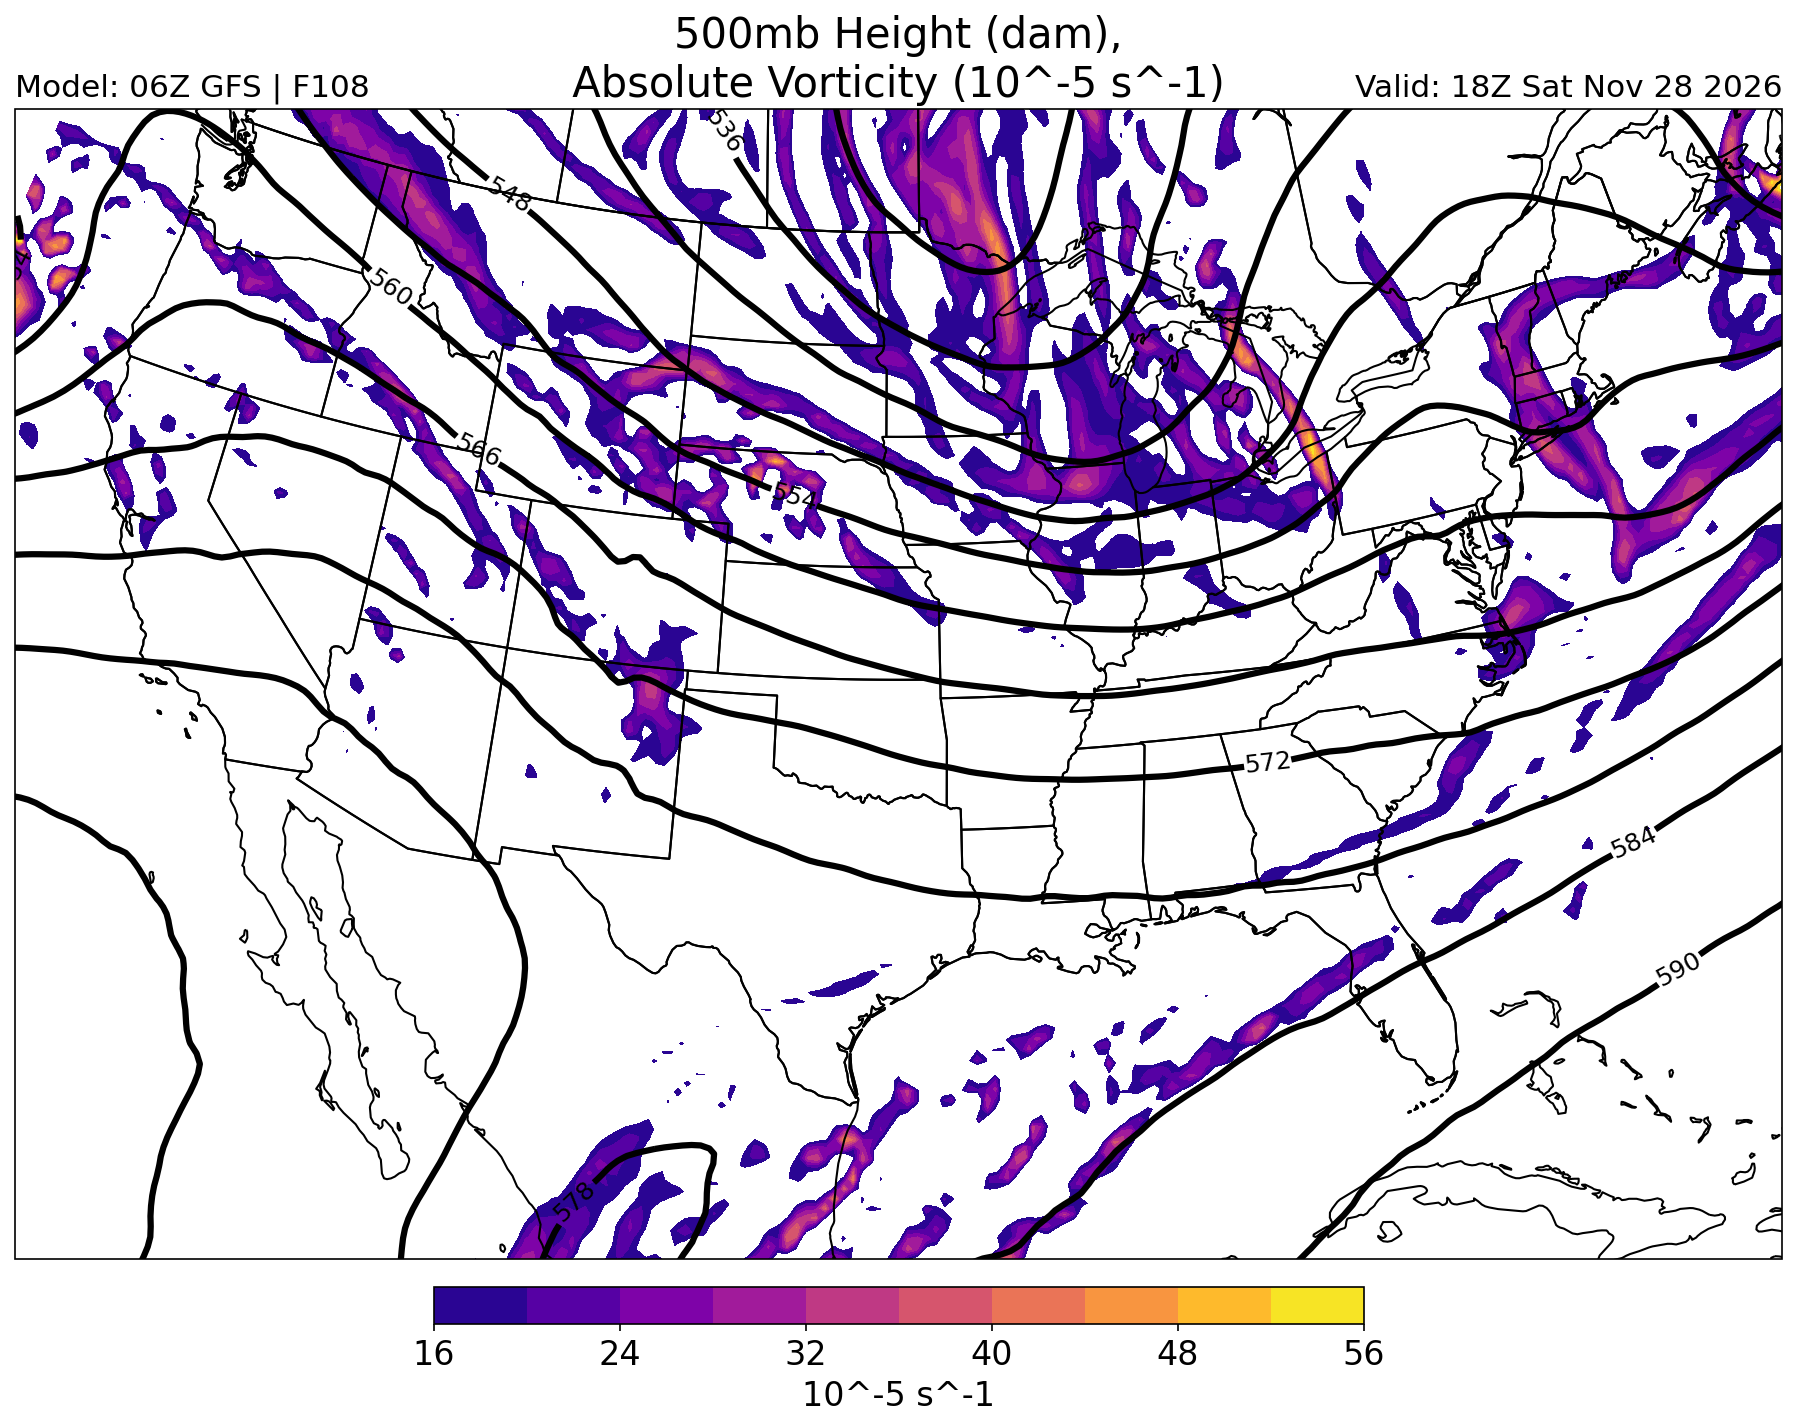 500mb Height (dam),
Absolute Vorticity (10^-5 s^-1)
Model: 06Z GFS | F108
Valid: 18Z Sat Nov 28 2026
536
548
560
566
554
572
584
590
578
16 24 32 40 48 56
10^-5 s^-1